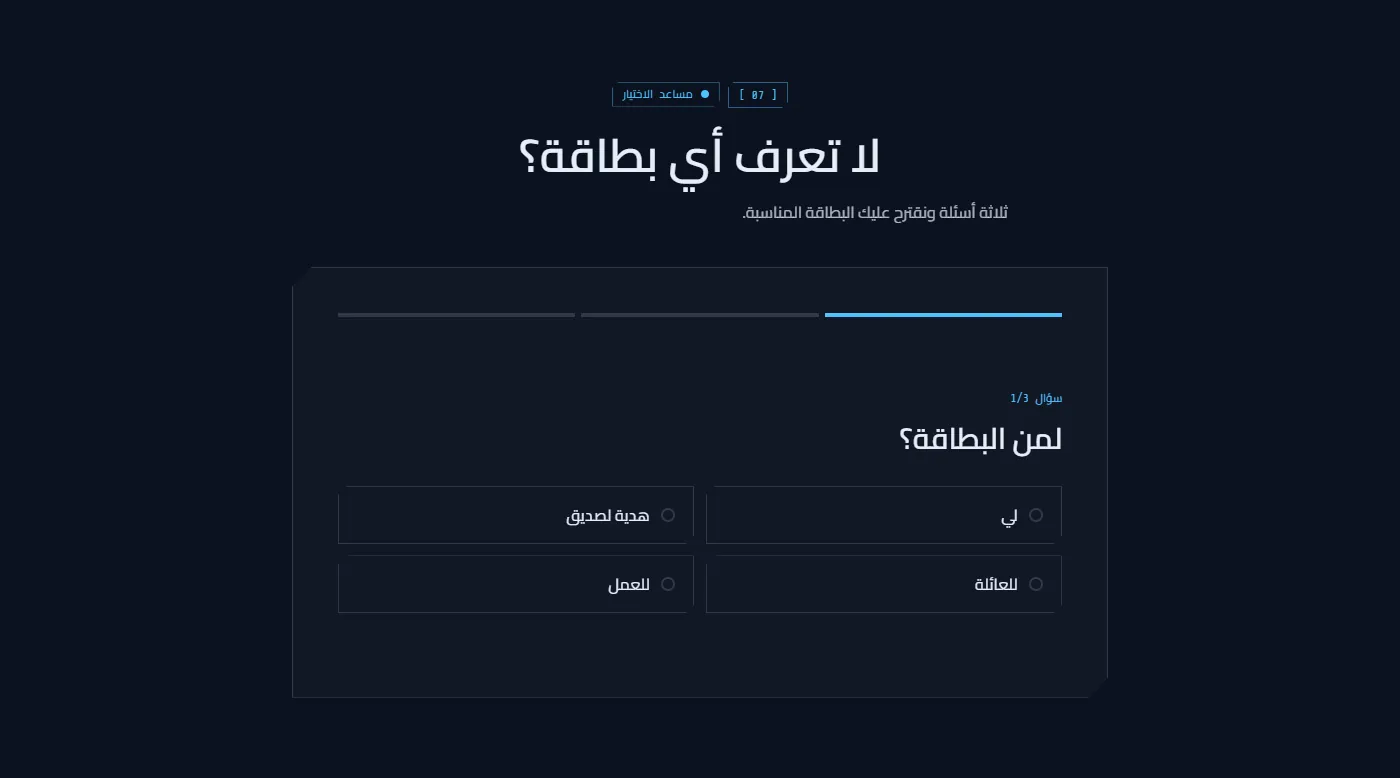 [ 07 ]
مساعد الاختيار
لا تعرف أي بطاقة؟
ثلاثة أسئلة ونقترح عليك البطاقة المناسبة.
سؤال 1/3
لمن البطاقة؟
لي
هدية لصديق
للعائلة
للعمل